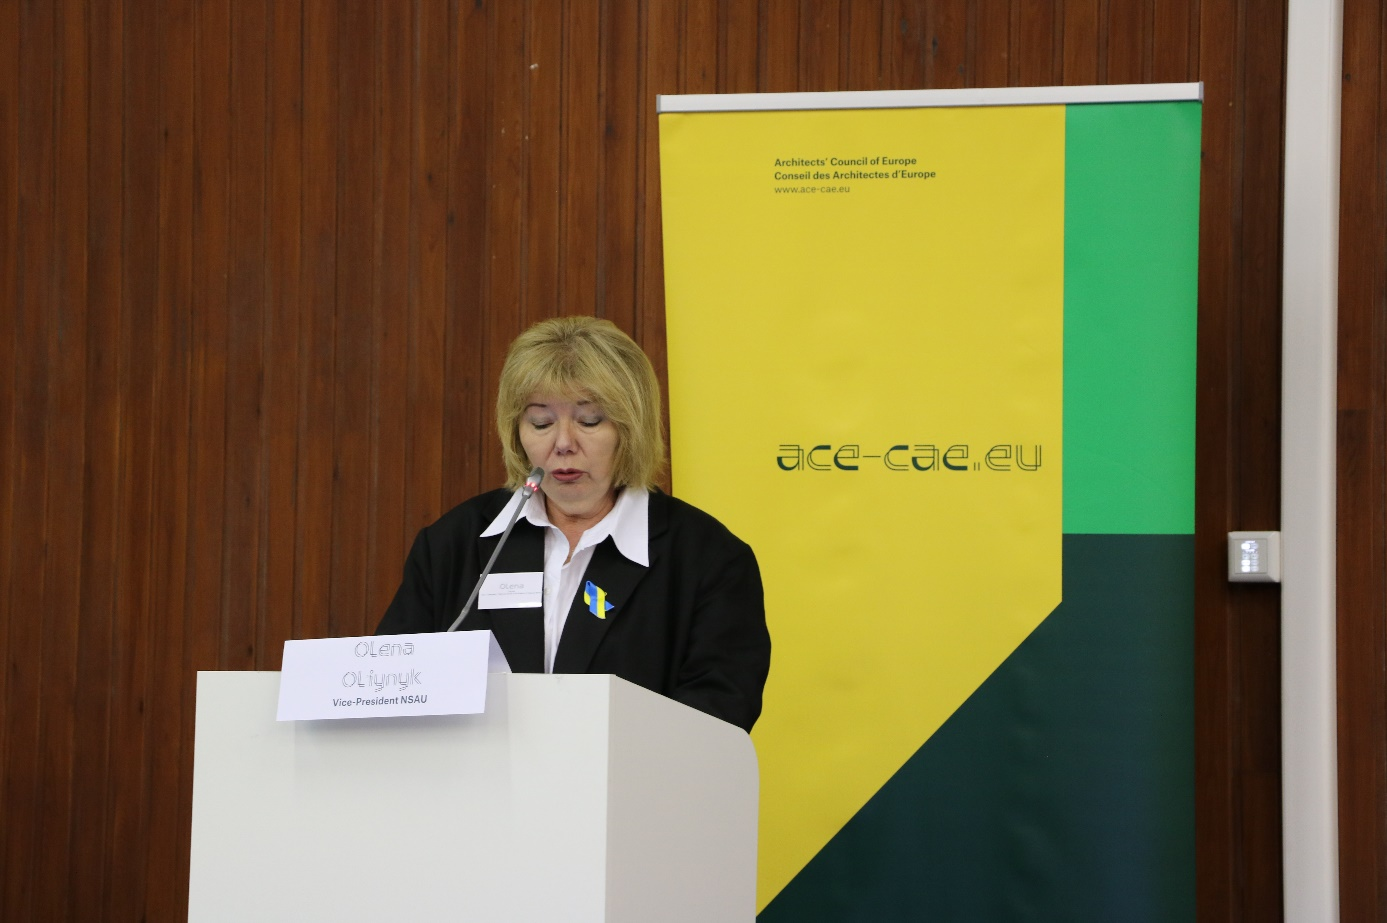 Architects' Council of Europe
Conseil des Architectes d'Europe
www.ace-cae.eu
ace-cae.eu
OLena
OLena
OLiynyk
Vice-President NSAU